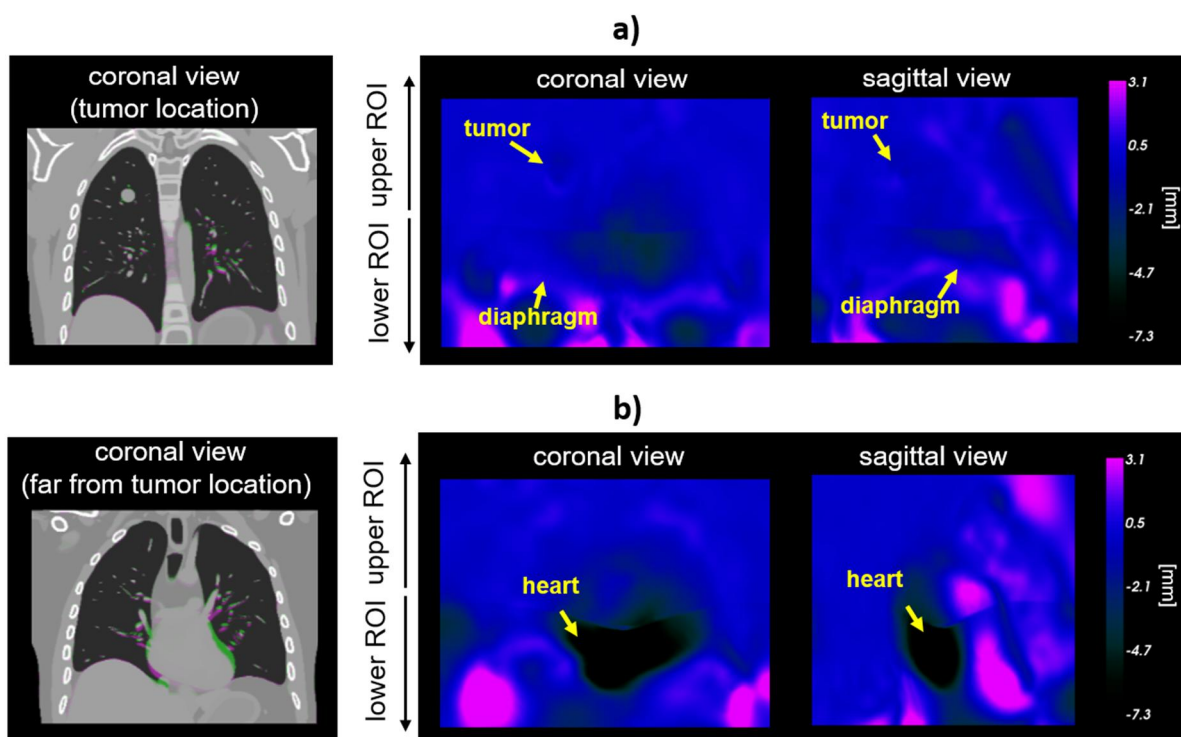 a)
coronal view
(tumor location)
upper ROI
lower ROI
coronal view
tumor
diaphragm
sagittal view
tumor
diaphragm
3.1
0.5
-2.1
-4.7
-7.3
[mm]
b)
coronal view
(far from tumor location)
upper ROI
lower ROI
coronal view
heart
sagittal view
heart
3.1
0.5
-2.1
-4.7
-7.3
[mm]